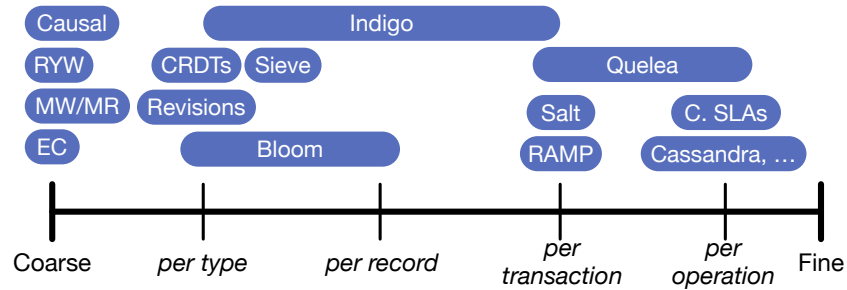 Causal Indigo
RYW CRDTs Sieve Quelea
MW/MR Revisions Salt C. SLAs
EC Bloom RAMP Cassandra, …
Coarse per type per record per transaction per operation Fine